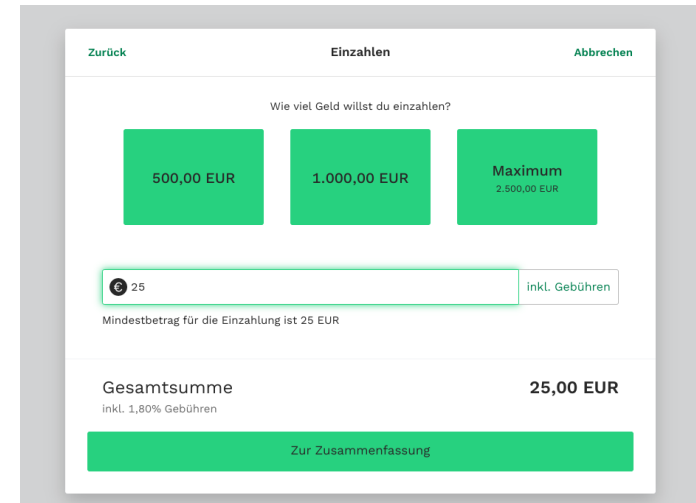 Zurück
Einzahlen
Abbrechen
Wie viel Geld willst du einzahlen?
500,00 EUR
1.000,00 EUR
Maximum
2.500,00 EUR
€ 25
inkl. Gebühren
Mindestbetrag für die Einzahlung ist 25 EUR
Gesamtsumme
25,00 EUR
inkl. 1,80% Gebühren
Zur Zusammenfassung